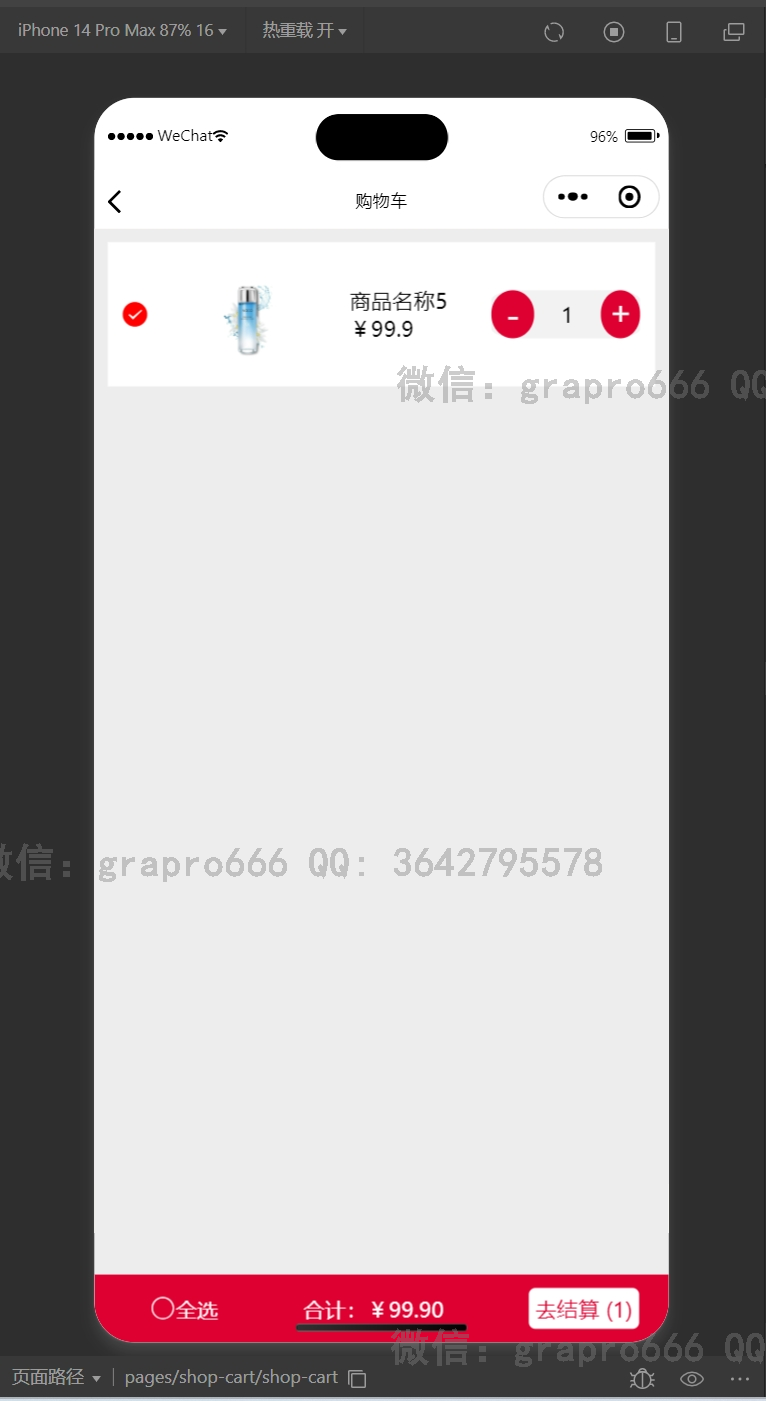 iPhone 14 Pro Max 87% 16 热重载 开
WeChat 96%
购物车
商品名称5
￥99.9
- 1 +
微信：grapro666 QQ
微信：grapro666 QQ: 3642795578
全选 合计：￥99.90 去结算 (1)
微信：grapro666 QQ
页面路径 pages/shop-cart/shop-cart